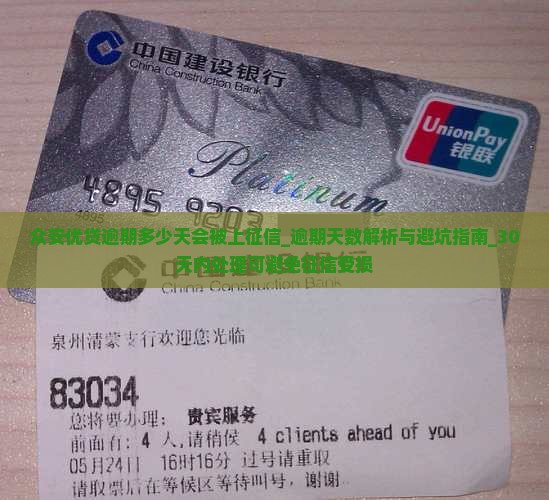 中国建设银行
China Construction Bank
UnionPay
银联
Platinum
4895 9203
4895
众安优贷逾期多少天会被上征信_逾期天数解析与避坑指南_30
天内处理可避免征信受损
泉州清蒙支行欢迎您光临
83034
您将要办理: 贵宾服务
前面有: 4 人,请稍侯 4 clients ahead of you
05月24日 16时16分 过号请重取
请取票后在等候区等待叫号, 谢谢